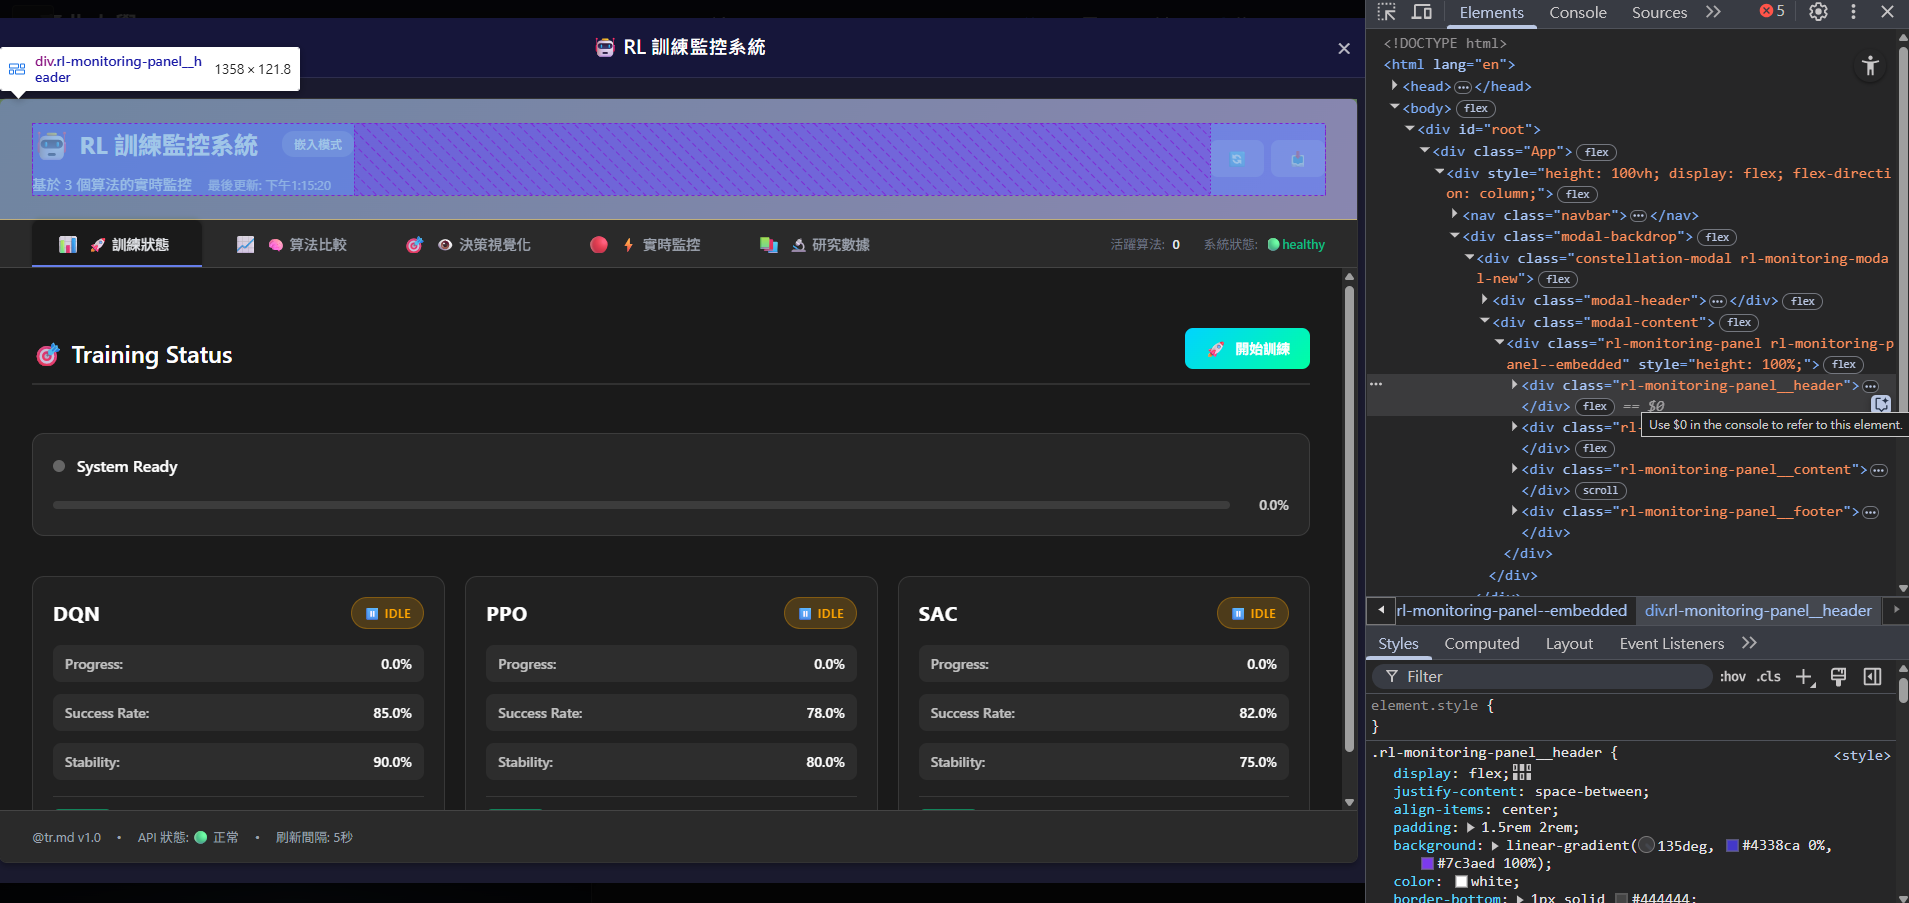 RL 訓練監控系統
×
div.rl-monitoring-panel__h
eader
1358 × 121.8
RL 訓練監控系統
嵌入模式
基於 3 個算法的實時監控
最後更新: 下午1:15:20
訓練狀態
算法比較
決策視覺化
實時監控
研究數據
活躍算法: 0
系統狀態: healthy
Training Status
開始訓練
System Ready
0.0%
DQN
IDLE
Progress: 0.0%
Success Rate: 85.0%
Stability: 90.0%
PPO
IDLE
Progress: 0.0%
Success Rate: 78.0%
Stability: 80.0%
SAC
IDLE
Progress: 0.0%
Success Rate: 82.0%
Stability: 75.0%
@tr.md v1.0 • API 狀態: 正常 • 刷新間隔: 5秒
Elements
Console
Sources
5
<!DOCTYPE html>
<html lang="en">
<head> ⋯ </head>
<body> flex
<div id="root">
<div class="App"> flex
<div style="height: 100vh; display: flex; flex-directi
on: column;"> flex
<nav class="navbar"> ⋯ </nav>
<div class="modal-backdrop"> flex
<div class="constellation-modal rl-monitoring-moda
l-new"> flex
<div class="modal-header"> ⋯ </div> flex
<div class="modal-content"> flex
<div class="rl-monitoring-panel rl-monitoring-p
anel--embedded" style="height: 100%;"> flex
<div class="rl-monitoring-panel__header"> ⋯
</div> flex == $0
Use $0 in the console to refer to this element.
<div class="rl-
</div> flex
<div class="rl-monitoring-panel__content"> ⋯
</div> scroll
<div class="rl-monitoring-panel__footer"> ⋯
</div>
</div>
</div>
rl-monitoring-panel--embedded
div.rl-monitoring-panel__header
Styles
Computed
Layout
Event Listeners
Filter
:hov
.cls
element.style {
}
.rl-monitoring-panel__header {
<style>
display: flex;
justify-content: space-between;
align-items: center;
padding: 1.5rem 2rem;
background: linear-gradient(135deg, #4338ca 0%,
#7c3aed 100%);
color: white;
border-bottom: 1px solid #444444;